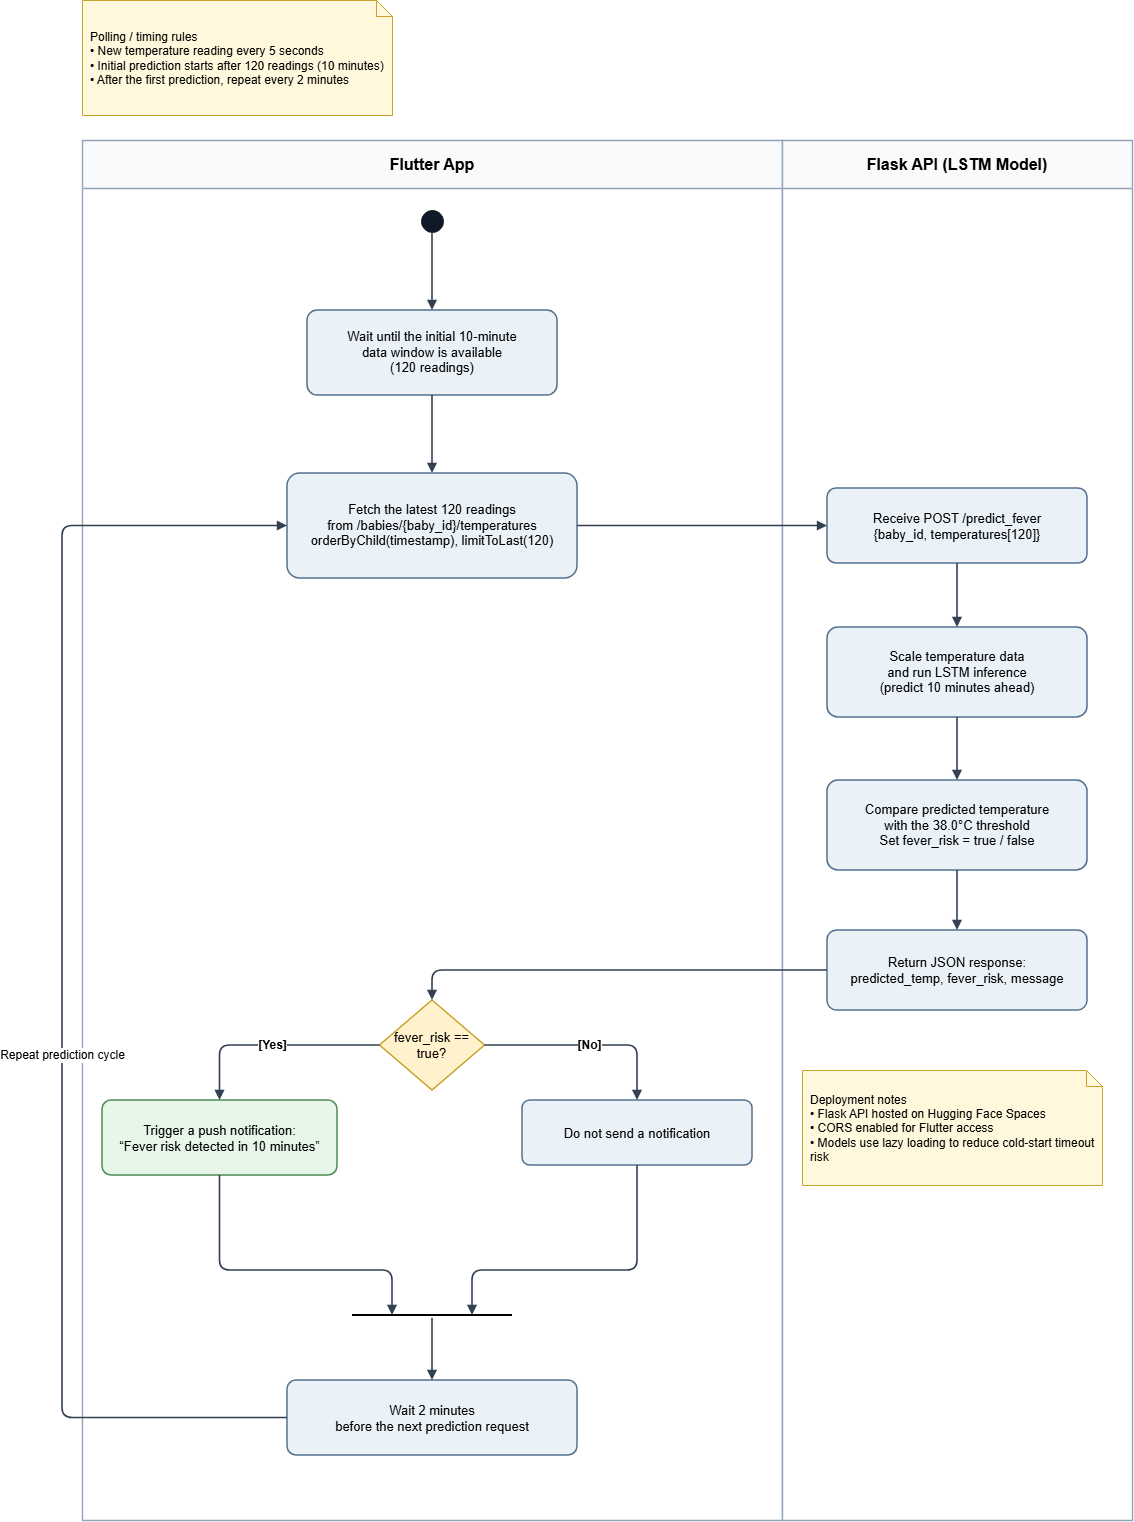 Polling / timing rules
• New temperature reading every 5 seconds
• Initial prediction starts after 120 readings (10 minutes)
• After the first prediction, repeat every 2 minutes
Flutter App
Flask API (LSTM Model)
Wait until the initial 10-minute
data window is available
(120 readings)
Fetch the latest 120 readings
from /babies/{baby_id}/temperatures
orderByChild(timestamp), limitToLast(120)
Receive POST /predict_fever
{baby_id, temperatures[120]}
Scale temperature data
and run LSTM inference
(predict 10 minutes ahead)
Compare predicted temperature
with the 38.0°C threshold
Set fever_risk = true / false
Return JSON response:
predicted_temp, fever_risk, message
fever_risk ==
true?
[Yes]
[No]
Repeat prediction cycle
Trigger a push notification:
“Fever risk detected in 10 minutes”
Do not send a notification
Deployment notes
• Flask API hosted on Hugging Face Spaces
• CORS enabled for Flutter access
• Models use lazy loading to reduce cold-start timeout
risk
Wait 2 minutes
before the next prediction request